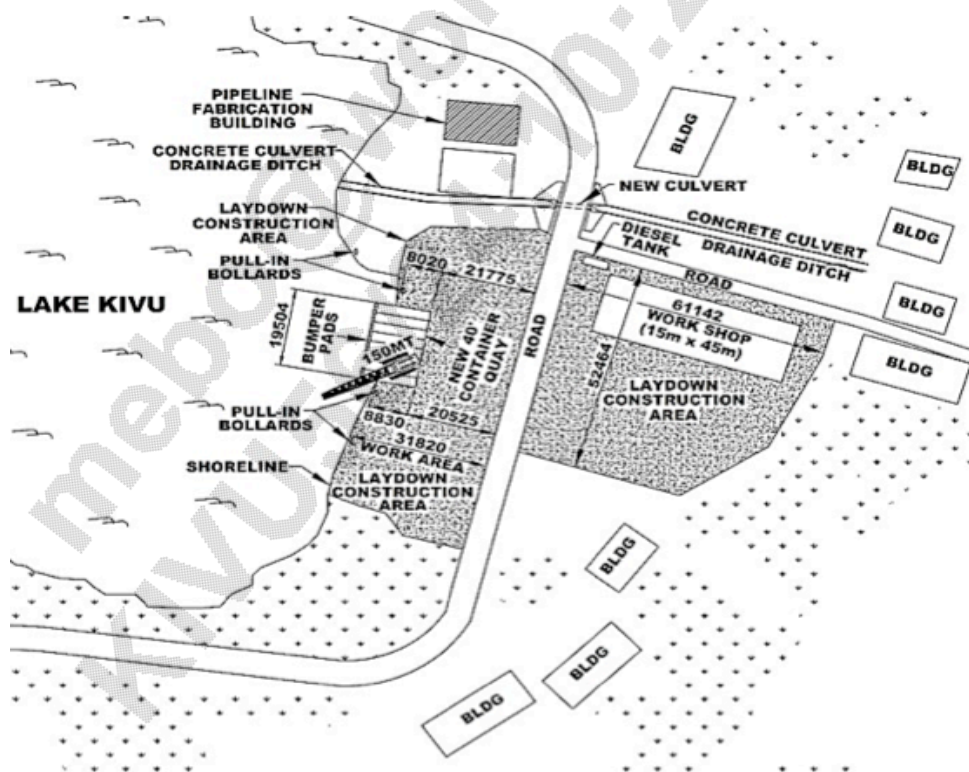 PIPELINE
FABRICATION
BUILDING
CONCRETE CULVERT
DRAINAGE DITCH
LAYDOWN
CONSTRUCTION
AREA
PULL-IN
BOLLARDS
LAKE KIVU
19504
BUMPER
PADS
150MT
8020
21775
NEW 40'
CONTAINER
QUAY
ROAD
PULL-IN
BOLLARDS
8830
20525
31820
WORK AREA
SHORELINE
LAYDOWN
CONSTRUCTION
AREA
BLDG
NEW CULVERT
CONCRETE CULVERT
DRAINAGE DITCH
DIESEL
TANK
ROAD
61142
WORK SHOP
(15m x 45m)
52464
LAYDOWN
CONSTRUCTION
AREA
BLDG
BLDG
BLDG
BLDG
BLDG
BLDG
BLDG